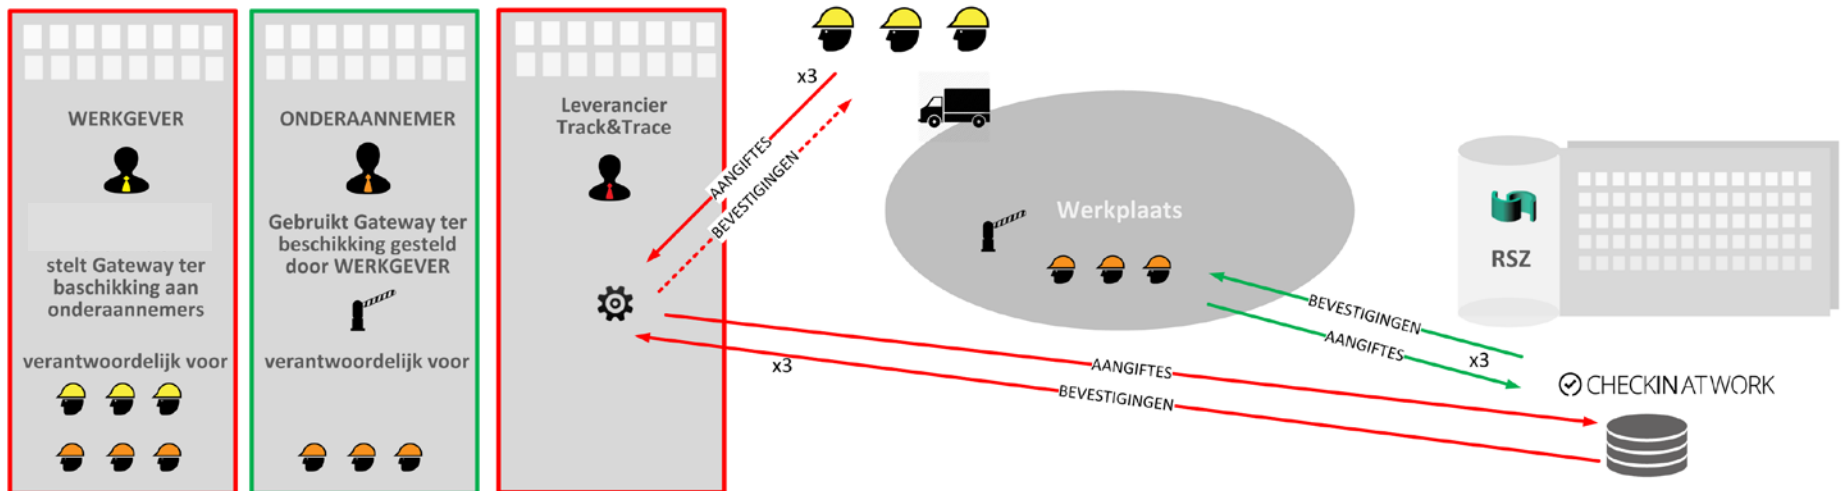 WERKGEVER
stelt Gateway ter
baschikking aan
onderaannemers
verantwoordelijk voor
ONDERAANNEMER
Gebruikt Gateway ter
beschikking gesteld
door WERKGEVER
verantwoordelijk voor
Leverancier
Track&Trace
x3
AANGIFTES
BEVESTIGINGEN
Werkplaats
RSZ
BEVESTIGINGEN
AANGIFTES
x3
AANGIFTES
x3
BEVESTIGINGEN
CHECKINATWORK